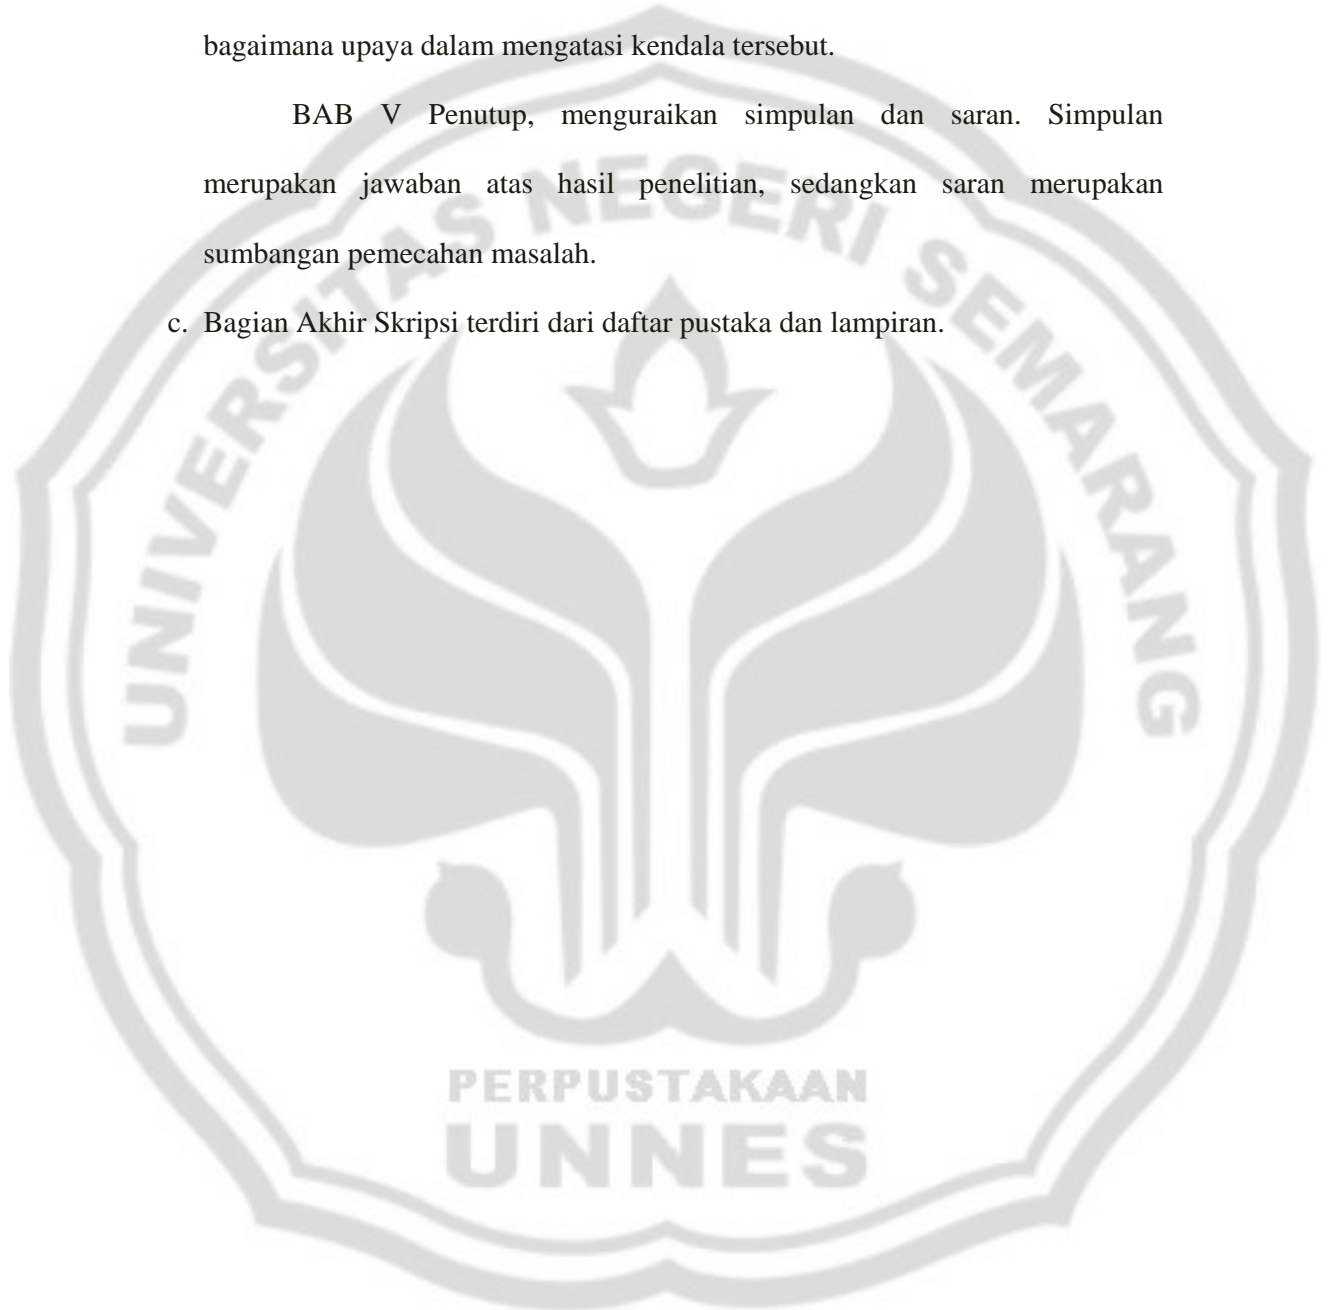 bagaimana upaya dalam mengatasi kendala tersebut.
BAB V Penutup, menguraikan simpulan dan saran. Simpulan
merupakan jawaban atas hasil penelitian, sedangkan saran merupakan
sumbangan pemecahan masalah.
c. Bagian Akhir Skripsi terdiri dari daftar pustaka dan lampiran.
UNIVERSITAS NEGERI SEMARANG
PERPUSTAKAAN
UNNES